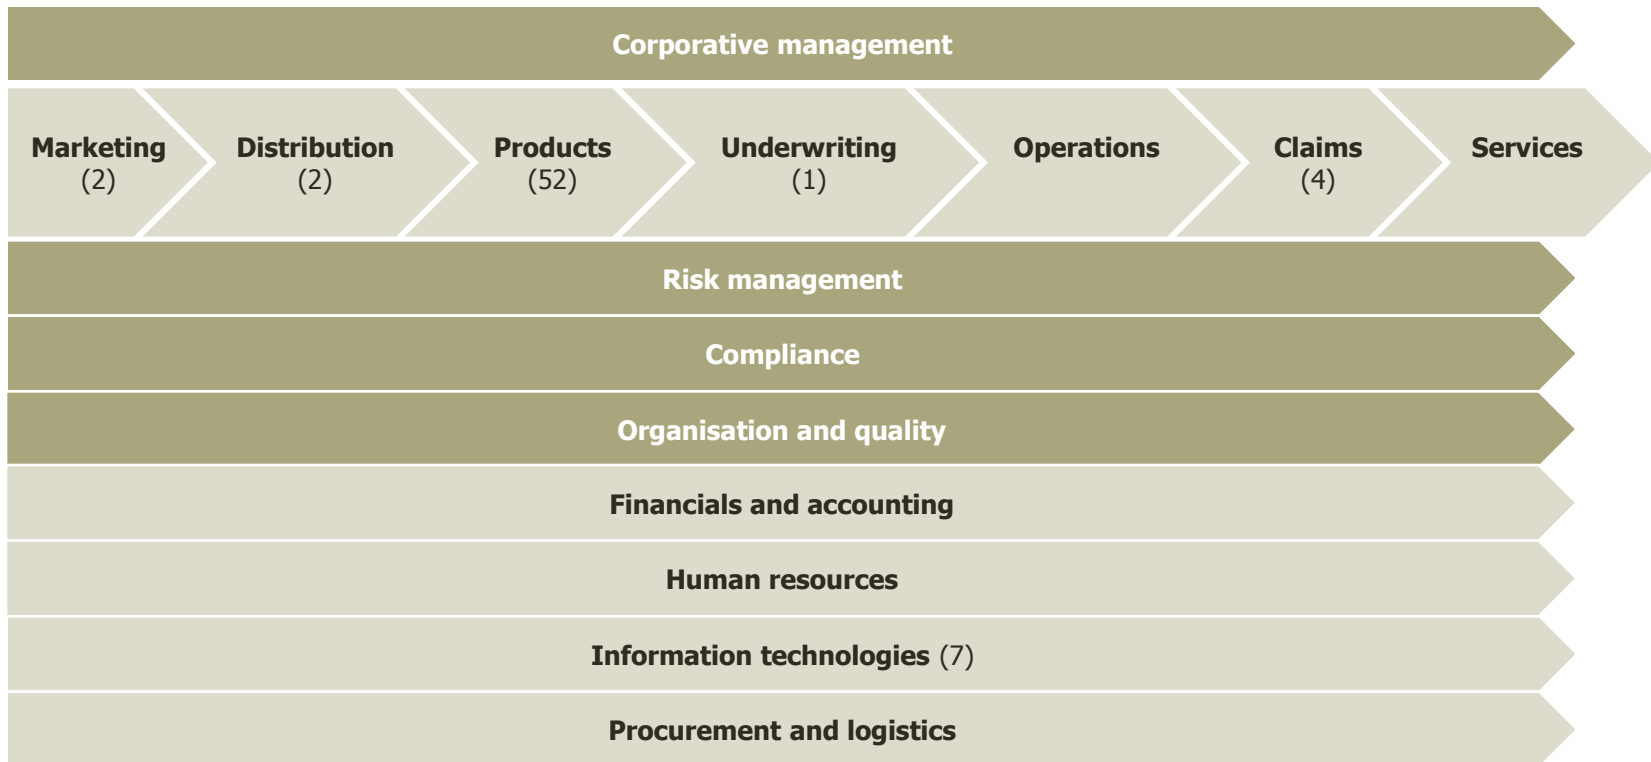 Corporative management
Marketing
(2)
Distribution
(2)
Products
(52)
Underwriting
(1)
Operations
Claims
(4)
Services
Risk management
Compliance
Organisation and quality
Financials and accounting
Human resources
Information technologies (7)
Procurement and logistics